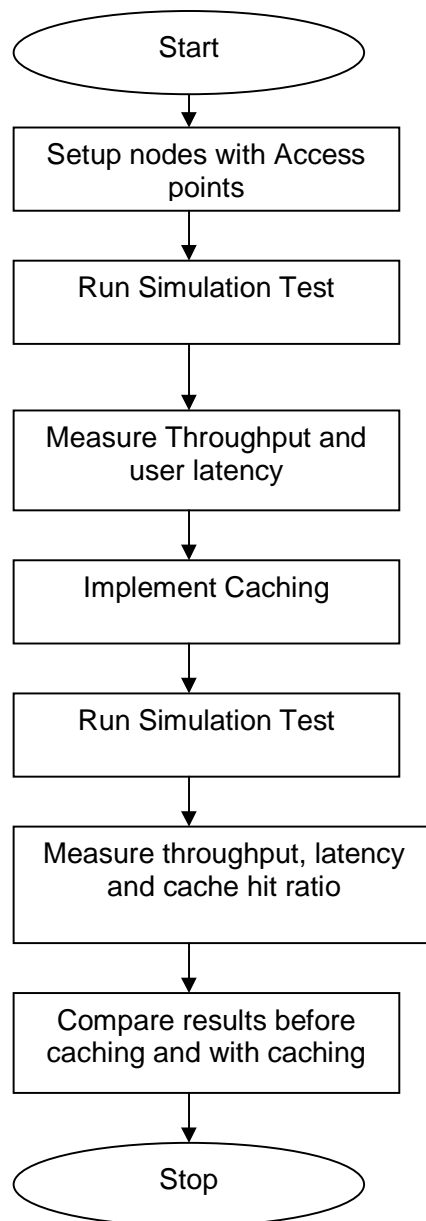 Start
Setup nodes with Access
points
Run Simulation Test
Measure Throughput and
user latency
Implement Caching
Run Simulation Test
Measure throughput, latency
and cache hit ratio
Compare results before
caching and with caching
Stop